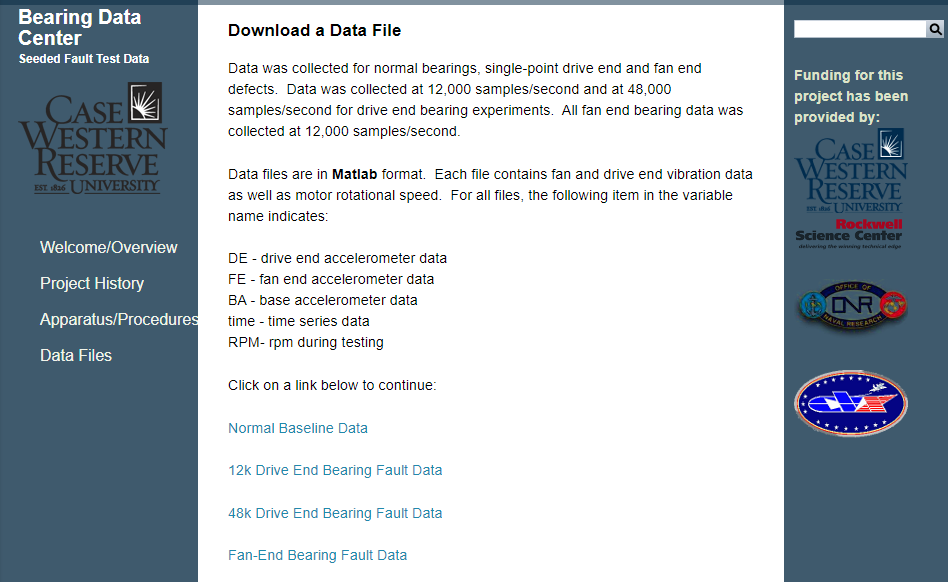 Bearing Data
Center
Seeded Fault Test Data
CASE
WESTERN
RESERVE
EST. 1826 UNIVERSITY
Welcome/Overview
Project History
Apparatus/Procedures
Data Files
Download a Data File
Data was collected for normal bearings, single-point drive end and fan end
defects.  Data was collected at 12,000 samples/second and at 48,000
samples/second for drive end bearing experiments.  All fan end bearing data was
collected at 12,000 samples/second.
Data files are in Matlab format.  Each file contains fan and drive end vibration data
as well as motor rotational speed.  For all files, the following item in the variable
name indicates:
DE - drive end accelerometer data
FE - fan end accelerometer data
BA - base accelerometer data
time - time series data
RPM- rpm during testing
Click on a link below to continue:
Normal Baseline Data
12k Drive End Bearing Fault Data
48k Drive End Bearing Fault Data
Fan-End Bearing Fault Data
Funding for this
project has been
provided by:
CASE
WESTERN
RESERVE
EST. 1826 UNIVERSITY
Rockwell
Science Center
delivering the winning technical edge
OFFICE OF
ONR
NAVAL RESEARCH